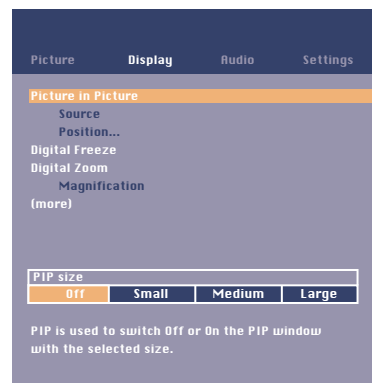 Picture Display Audio Settings
Picture in Picture
Source
Position...
Digital Freeze
Digital Zoom
Magnification
(more)
PIP size
Off Small Medium Large
PIP is used to switch Off or On the PIP window
with the selected size.